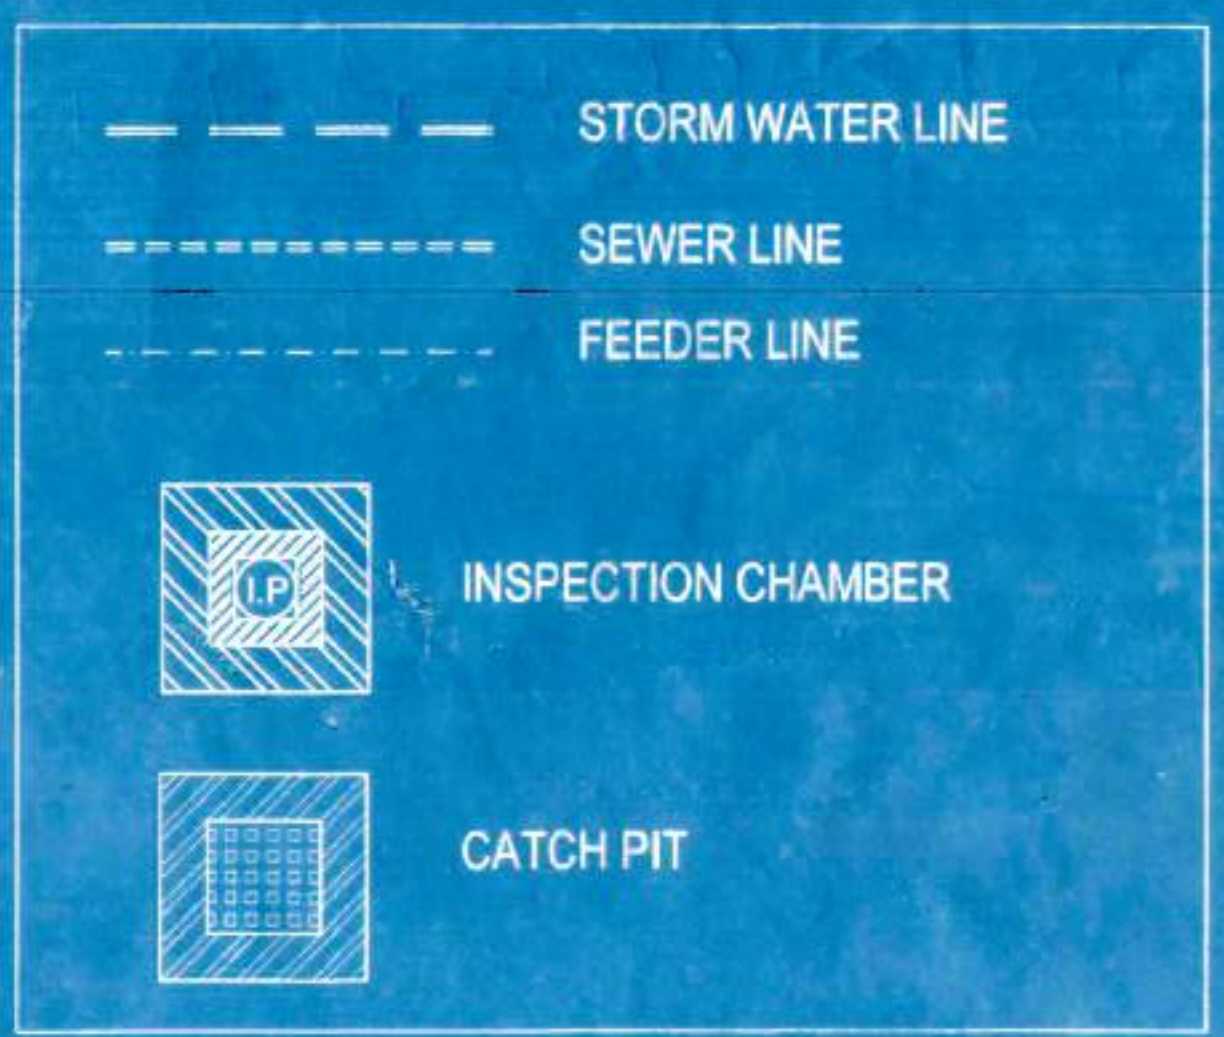 STORM WATER LINE
SEWER LINE
FEEDER LINE
I.P
INSPECTION CHAMBER
CATCH PIT